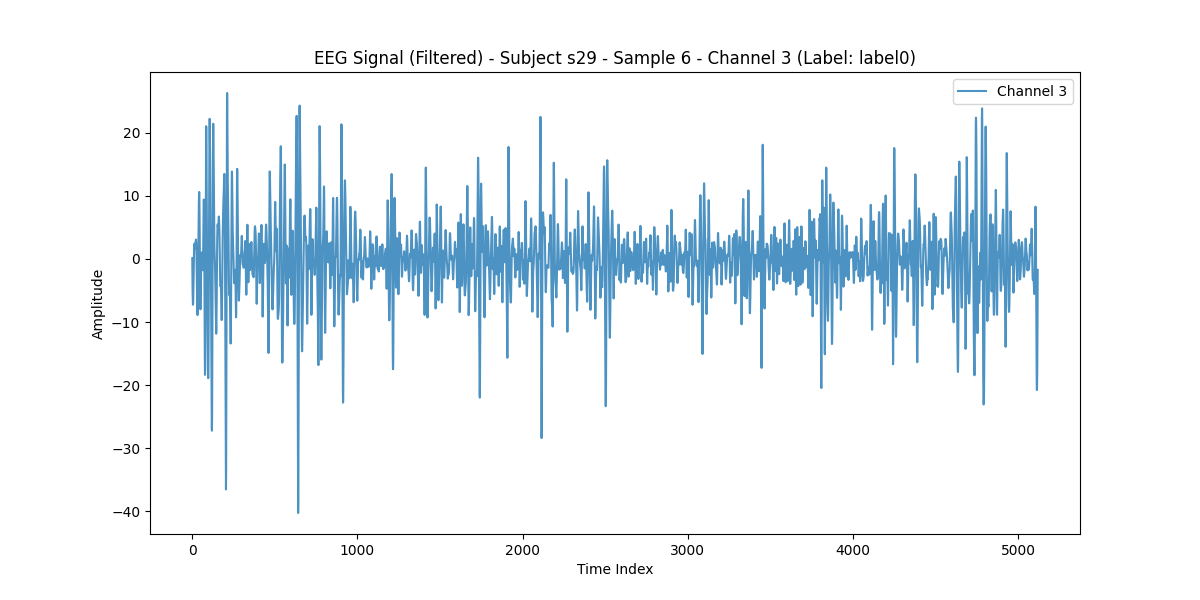 EEG Signal (Filtered) - Subject s29 - Sample 6 - Channel 3 (Label: label0)
Channel 3
20
10
0
−10
−20
−30
−40
Amplitude
0 1000 2000 3000 4000 5000
Time Index